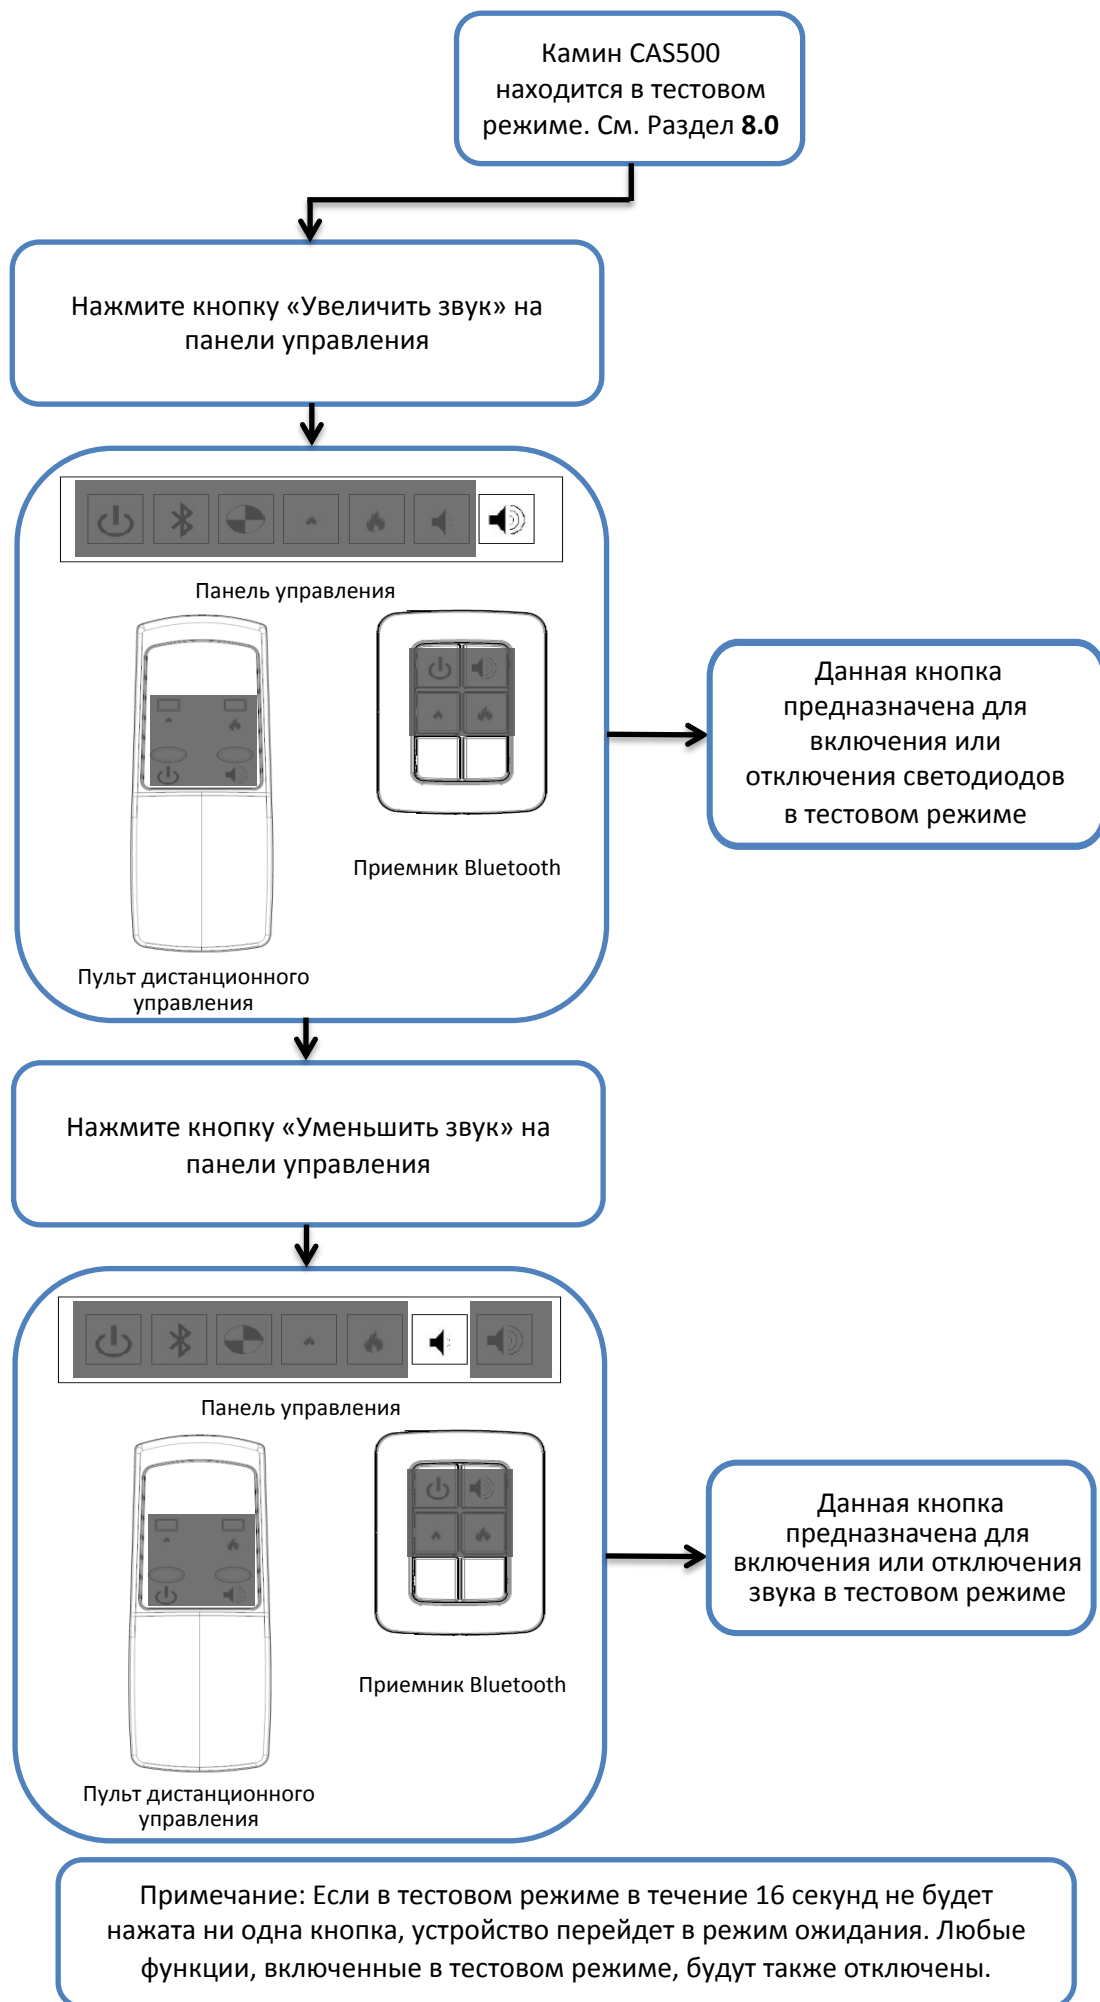 Камин CAS500
находится в тестовом
режиме. См. Раздел 8.0
Нажмите кнопку «Увеличить звук» на
панели управления
Панель управления
Приемник Bluetooth
Пульт дистанционного
управления
Данная кнопка
предназначена для
включения или
отключения светодиодов
в тестовом режиме
Нажмите кнопку «Уменьшить звук» на
панели управления
Панель управления
Приемник Bluetooth
Пульт дистанционного
управления
Данная кнопка
предназначена для
включения или отключения
звука в тестовом режиме
Примечание: Если в тестовом режиме в течение 16 секунд не будет
нажата ни одна кнопка, устройство перейдет в режим ожидания. Любые
функции, включенные в тестовом режиме, будут также отключены.